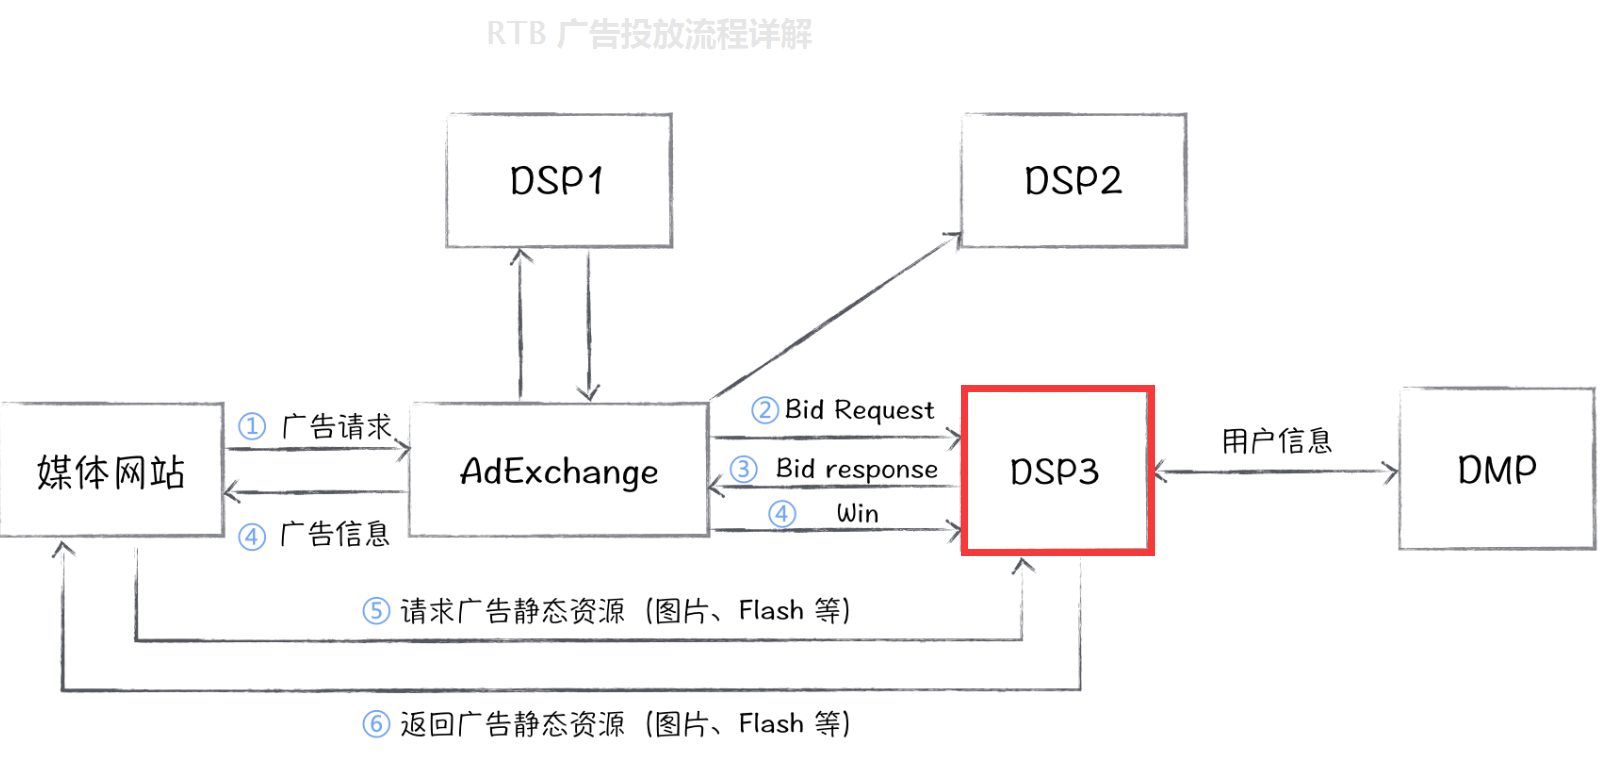 RTB 广告投放流程详解
DSP1
DSP2
① 广告请求
② Bid Request
媒体网站
AdExchange
③ Bid response
DSP3
用户信息
DMP
④ Win
④ 广告信息
⑤ 请求广告静态资源（图片、Flash 等）
⑥ 返回广告静态资源（图片、Flash 等）